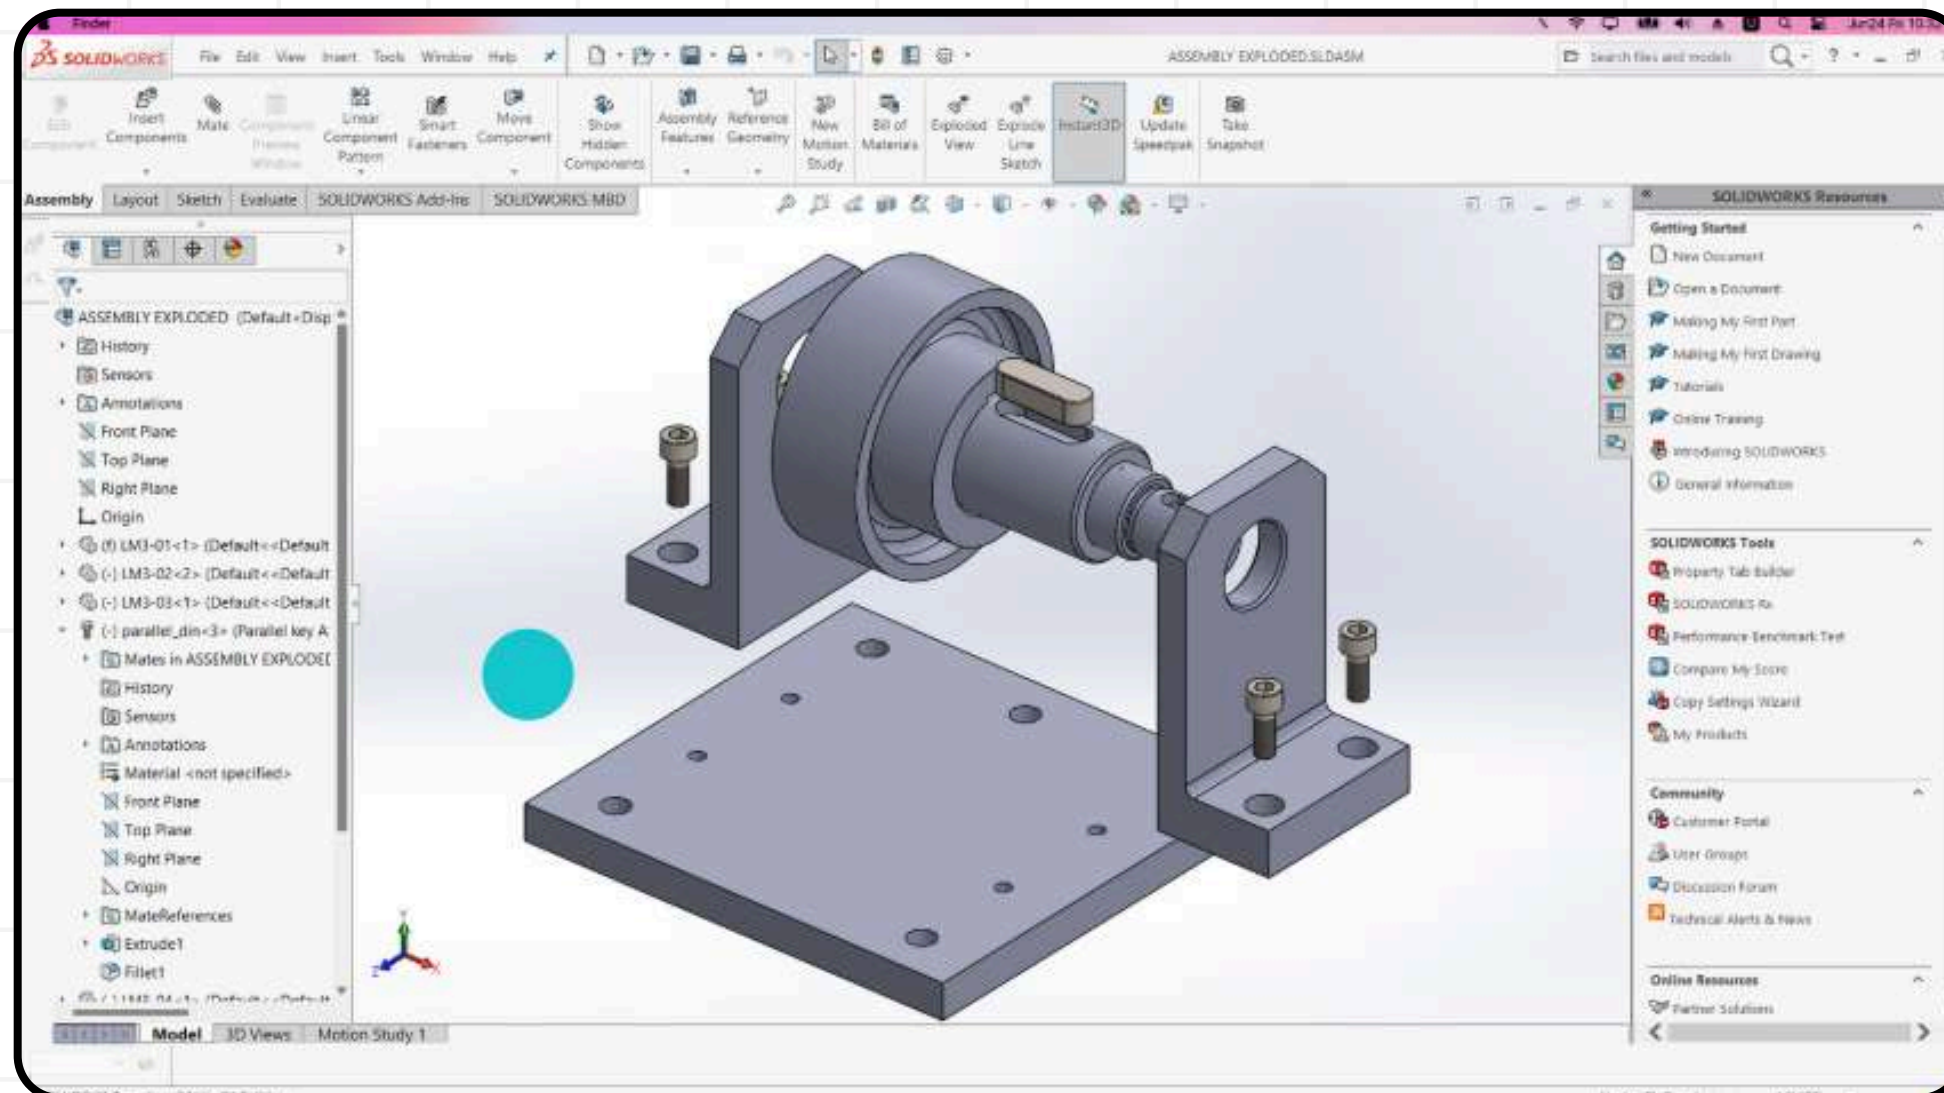 Finder
Jun24 Fri 10:3
SOLIDWORKS
File Edit View Insert Tools Window Help
ASSEMBLY EXPLODED.SLDASM
Search files and models
?
Edit Component
Insert Components
Mate
Component Preview Window
Linear Component Pattern
Smart Fasteners
Move Component
Show Hidden Components
Assembly Features
Reference Geometry
New Motion Study
Bill of Materials
Exploded View
Explode Line Sketch
Instant3D
Update Speedpak
Take Snapshot
Assembly Layout Sketch Evaluate SOLIDWORKS Add-Ins SOLIDWORKS MBD
ASSEMBLY EXPLODED (Default<Disp
History
Sensors
Annotations
Front Plane
Top Plane
Right Plane
Origin
(f) LM3-01<1> (Default<<Default
(-) LM3-02<2> (Default<<Default
(-) LM3-03<1> (Default<<Default
(-) parallel_din<3> (Parallel key A
Mates in ASSEMBLY EXPLODED
History
Sensors
Annotations
Material <not specified>
Front Plane
Top Plane
Right Plane
Origin
MateReferences
Extrude1
Fillet1
Y
Z
X
Model 3D Views Motion Study 1
SOLIDWORKS Resources
Getting Started
New Document
Open a Document
Making My First Part
Making My First Drawing
Tutorials
Online Training
Introducing SOLIDWORKS
General Information
SOLIDWORKS Tools
Property Tab Builder
SOLIDWORKS Rx
Performance Benchmark Test
Compare My Score
Copy Settings Wizard
My Products
Community
Customer Portal
User Groups
Discussion Forum
Technical Alerts & News
Online Resources
Partner Solutions